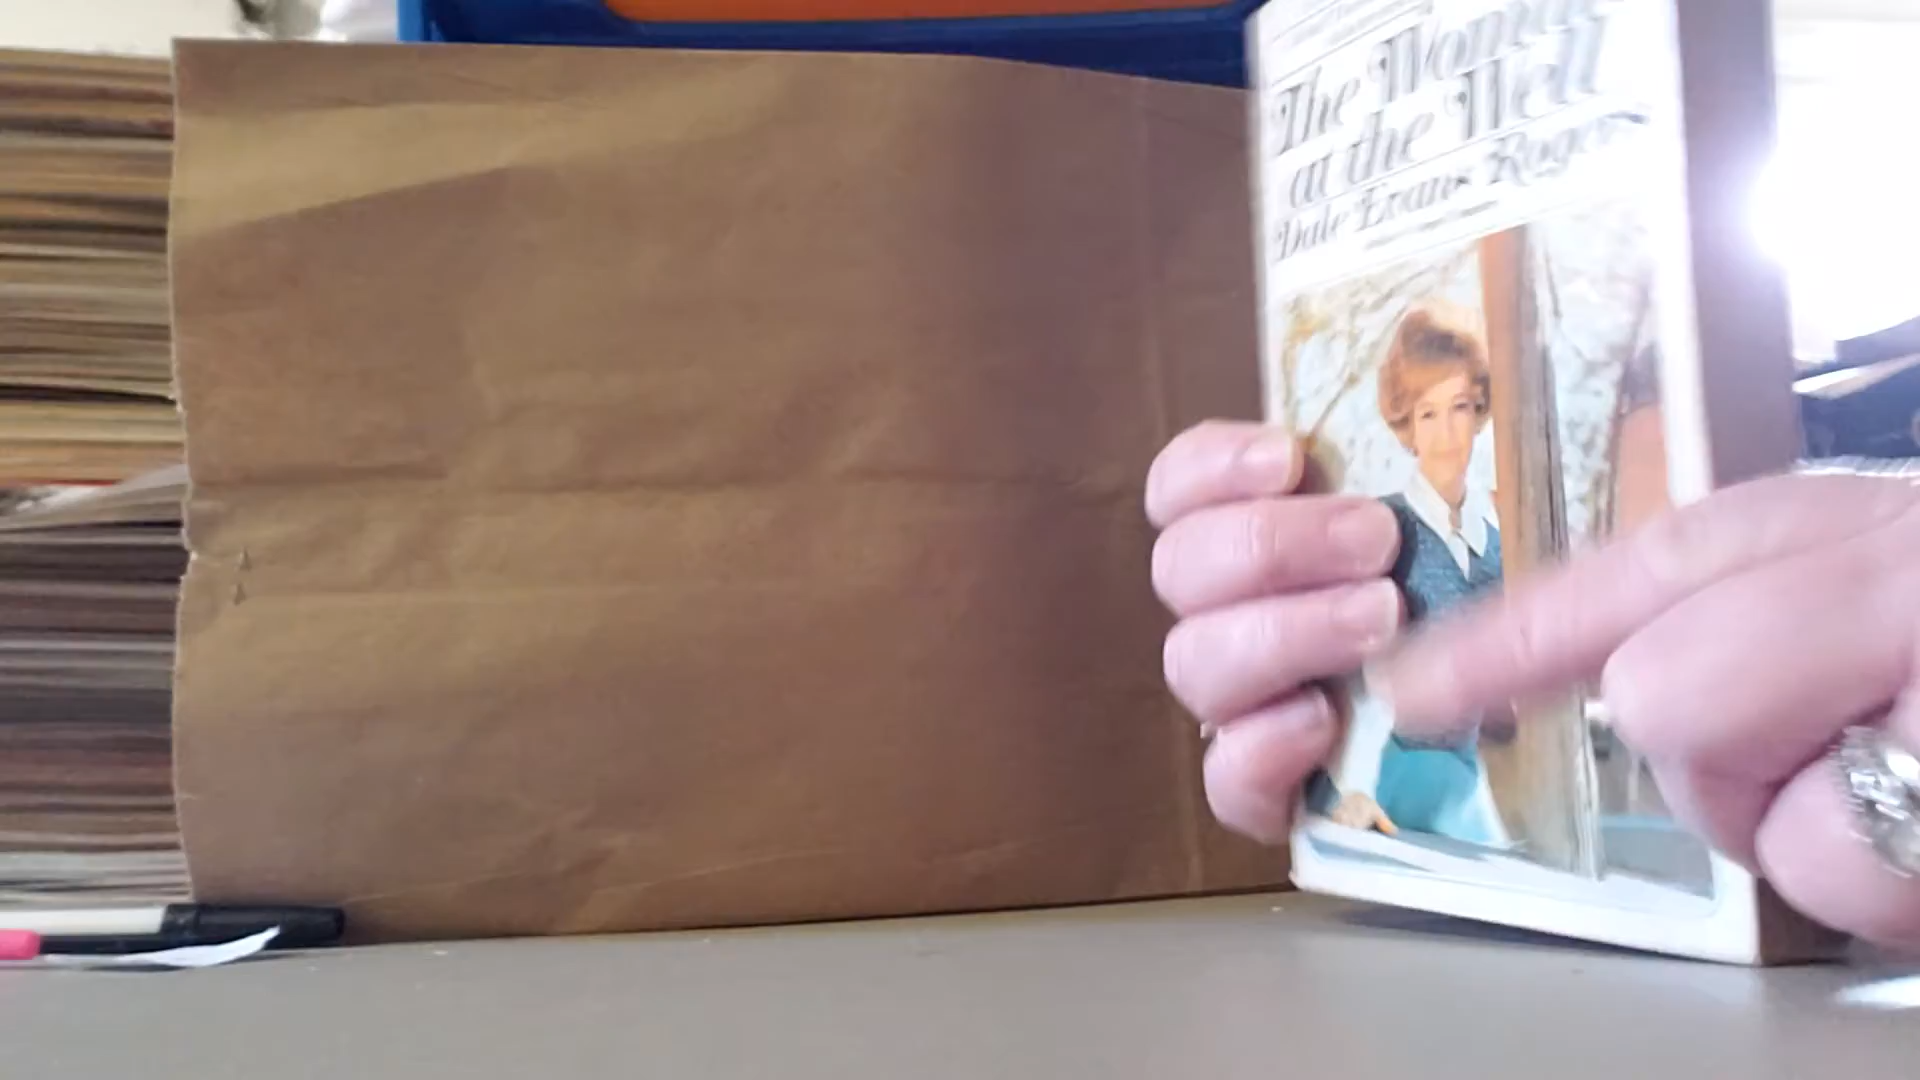 The Woman
at the Well
Dale Evans Rogers